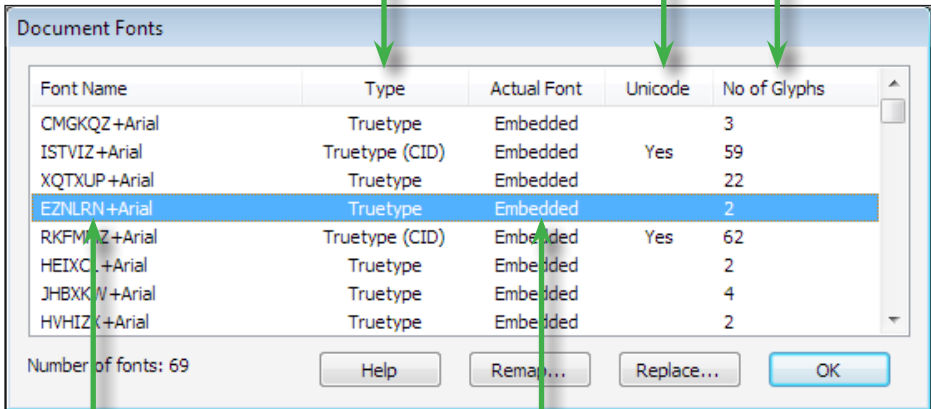 Document Fonts
Font Name Type Actual Font Unicode No of Glyphs
CMGKQZ+Arial Truetype Embedded 3
ISTVIZ+Arial Truetype (CID) Embedded Yes 59
XQTXUP+Arial Truetype Embedded 22
EZNLRN+Arial Truetype Embedded 2
Truetype (CID) Embedded Yes 62
Truetype Embedded 2
JHBXKW+Arial Truetype Embedded 4
HVHIZX+Arial Truetype Embedded 2
Number of fonts: 69 Help Remap... Replace... OK